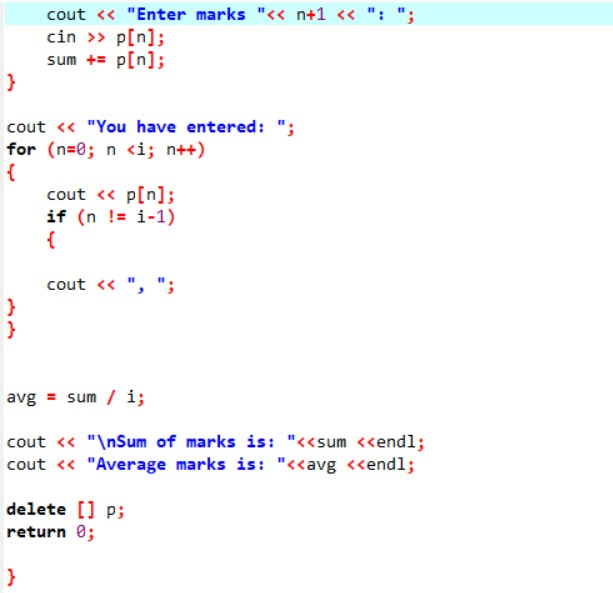 cout << "Enter marks "<< n+1 << ": ";
cin >> p[n];
sum += p[n];
}
cout << "You have entered: ";
for (n=0; n <i; n++)
{
cout << p[n];
if (n != i-1)
{
cout << ", ";
}
}
avg = sum / i;
cout << "\nSum of marks is: "<<sum <<endl;
cout << "Average marks is: "<<avg <<endl;
delete [] p;
return 0;
}